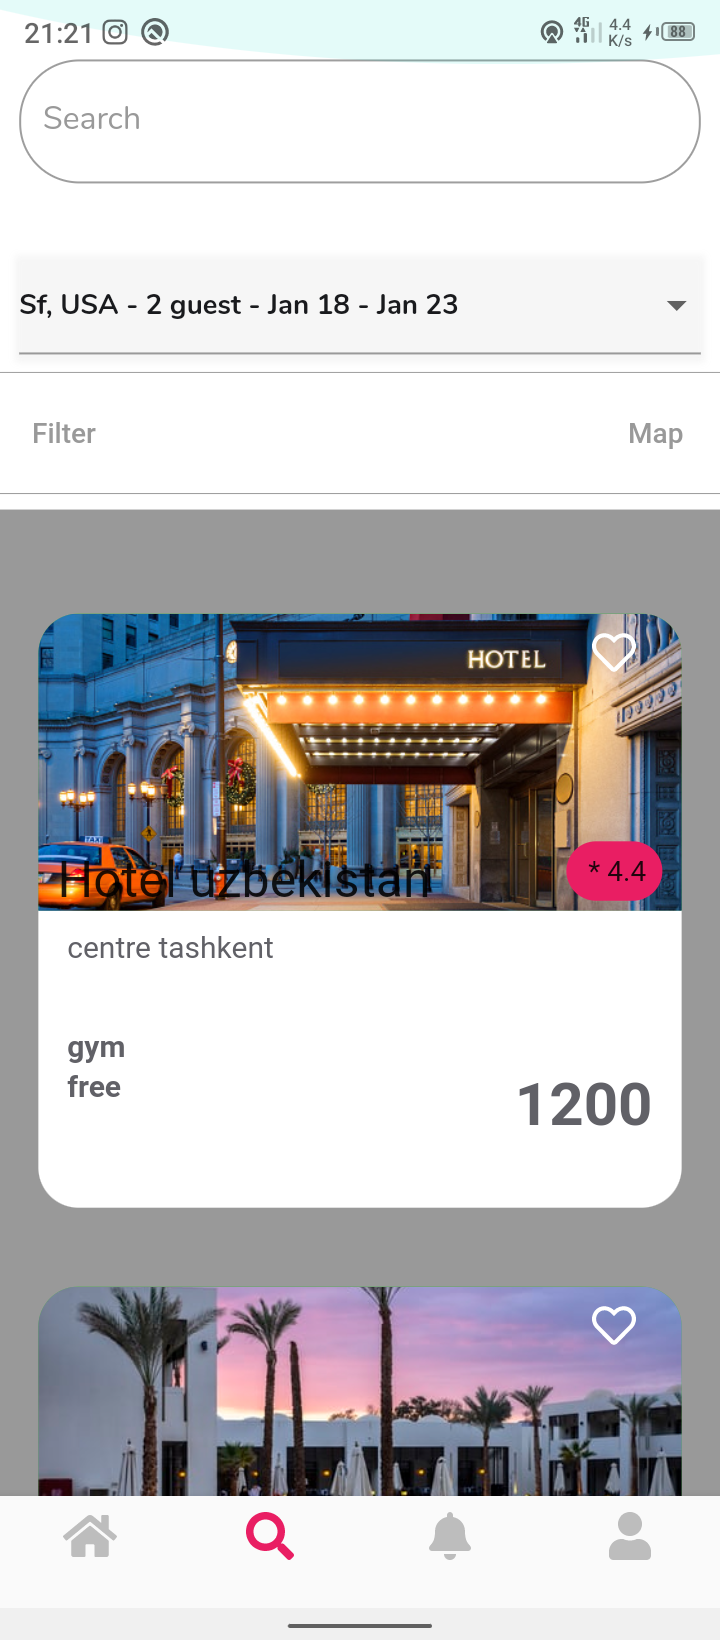 21:21 4G 4.4 K/s 88
Search
Sf, USA - 2 guest - Jan 18 - Jan 23
Filter Map
HOTEL
TAXI
Hotel uzbekistan * 4.4
centre tashkent
gym
free
1200